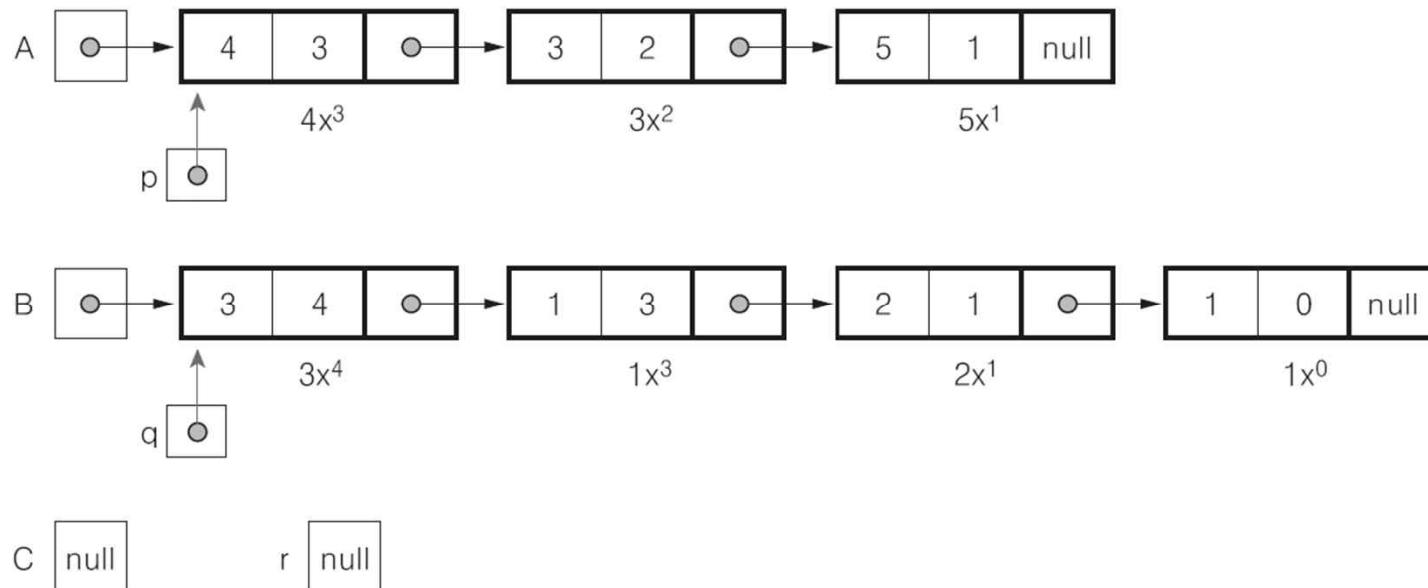 A 4 3 3 2 5 1 null
4x³ 3x² 5x¹
p
B 3 4 1 3 2 1 1 0 null
3x⁴ 1x³ 2x¹ 1x⁰
q
C null r null